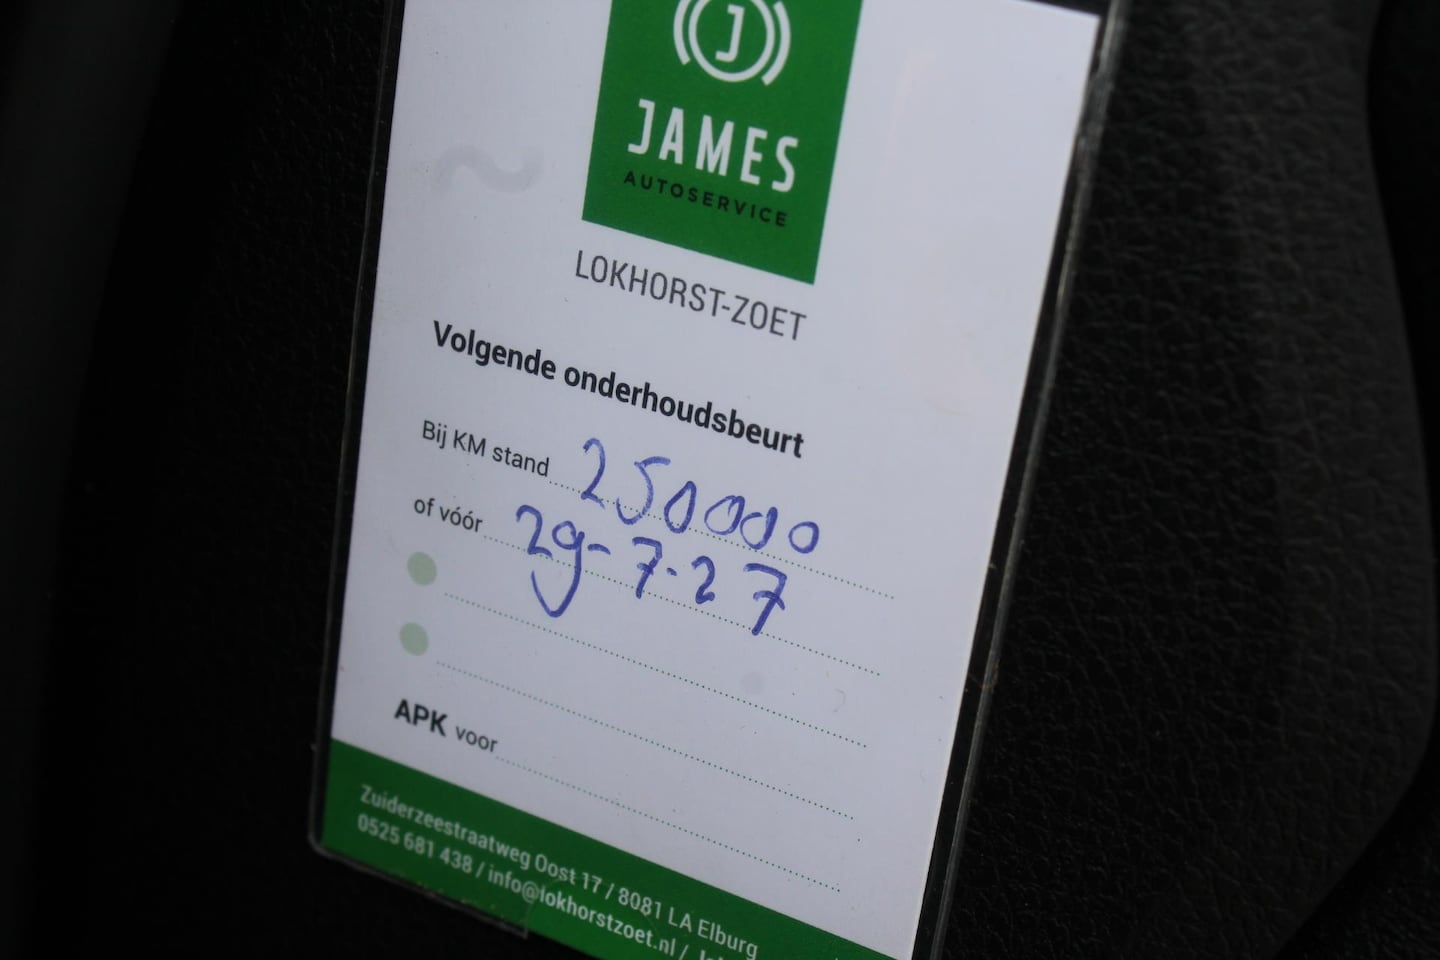 J
JAMES
AUTOSERVICE
LOKHORST-ZOET
Volgende onderhoudsbeurt
Bij KM stand 250000
of vóór 29-7-27
APK voor
Zuiderzeestraatweg Oost 17 / 8081 LA Elburg
0525 681 438 / info@lokhorstzoet.nl /